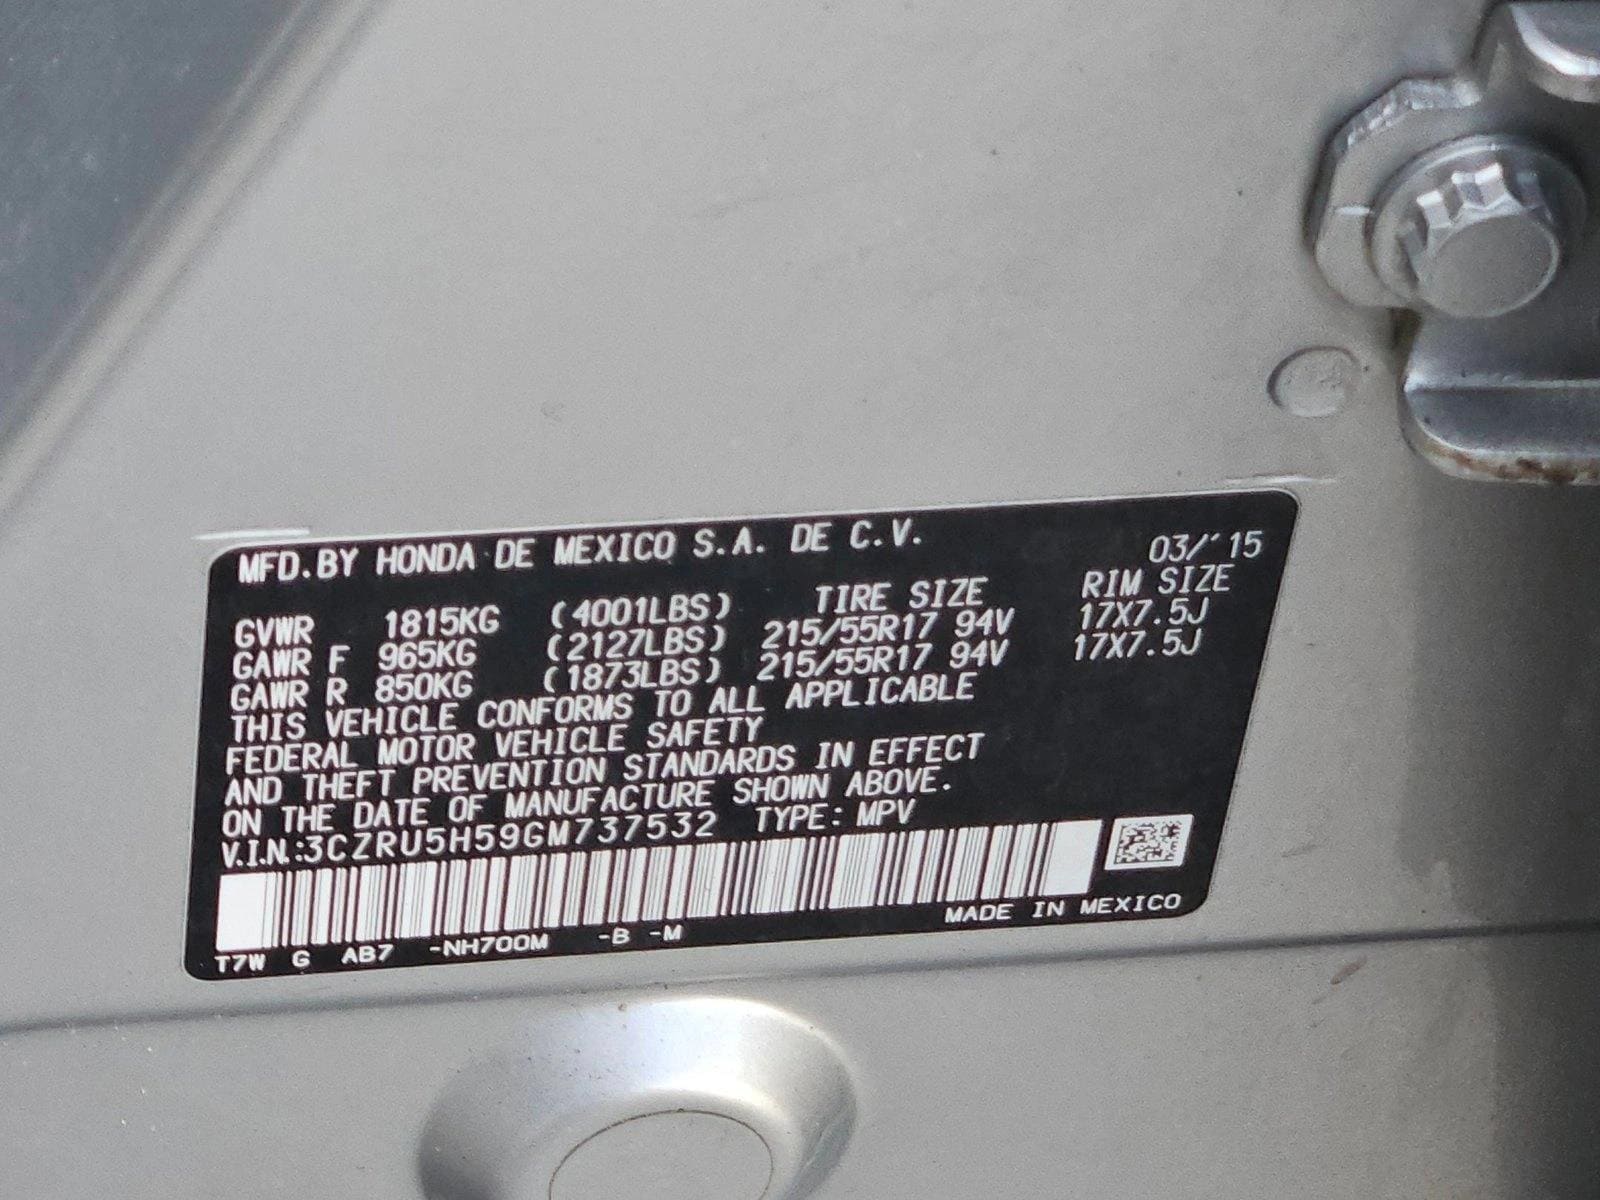 MFD. BY HONDA DE MEXICO S.A. DE C.V.
03/'15
TIRE SIZE RIM SIZE
GVWR 1815KG (4001LBS)
GAWR F 965KG (2127LBS) 215/55R17 94V 17X7.5J
GAWR R 850KG (1873LBS) 215/55R17 94V 17X7.5J
THIS VEHICLE CONFORMS TO ALL APPLICABLE
FEDERAL MOTOR VEHICLE SAFETY
AND THEFT PREVENTION STANDARDS IN EFFECT
ON THE DATE OF MANUFACTURE SHOWN ABOVE.
V.I.N.:3CZRU5H59GM737532 TYPE: MPV
MADE IN MEXICO
T7W G AB7 -NH700M -B -M